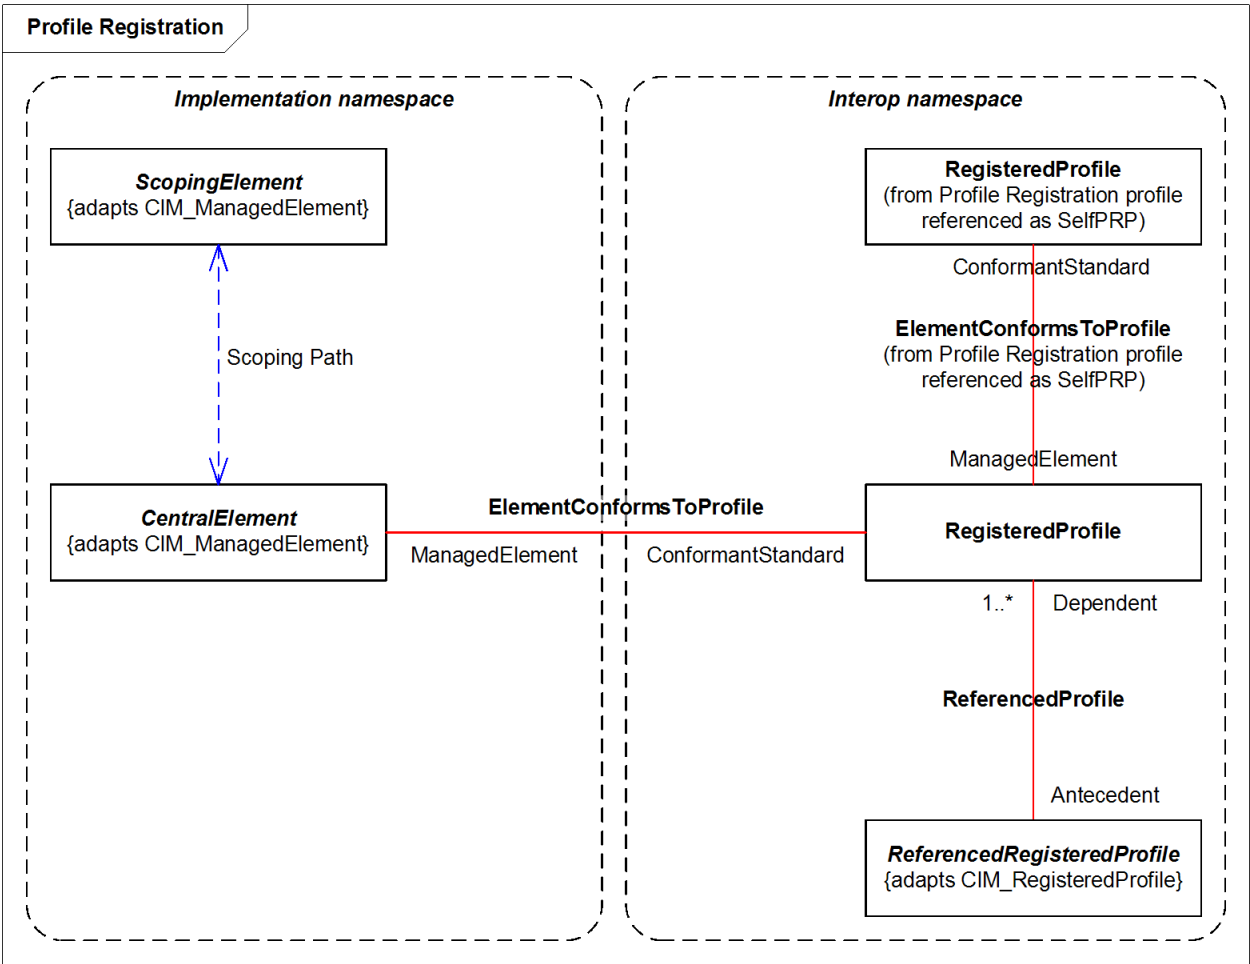 Profile Registration
Implementation namespace
Interop namespace
ScopingElement
{adapts CIM_ManagedElement}
RegisteredProfile
(from Profile Registration profile
referenced as SelfPRP)
ConformantStandard
ElementConformsToProfile
(from Profile Registration profile
referenced as SelfPRP)
Scoping Path
ManagedElement
CentralElement
{adapts CIM_ManagedElement}
ElementConformsToProfile
ManagedElement
ConformantStandard
RegisteredProfile
1..*
Dependent
ReferencedProfile
Antecedent
ReferencedRegisteredProfile
{adapts CIM_RegisteredProfile}